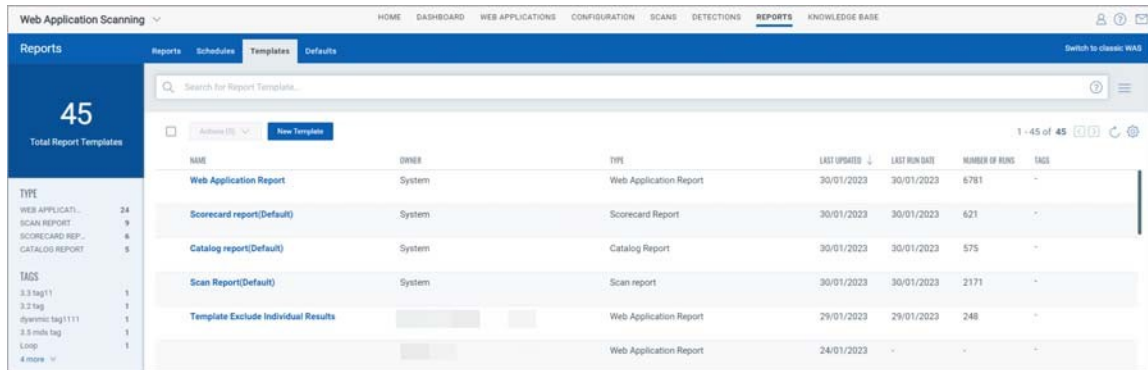 Web Application Scanning
HOME DASHBOARD WEB APPLICATIONS CONFIGURATION SCANS DETECTIONS REPORTS KNOWLEDGE BASE
Reports
Reports Schedules Templates Defaults
Switch to classic WAS
45
Total Report Templates
Search for Report Template...
Actions (0) New Template
1 - 45 of 45
NAME OWNER TYPE LAST UPDATED LAST RUN DATE NUMBER OF RUNS TAGS
Web Application Report System Web Application Report 30/01/2023 30/01/2023 6781 -
Scorecard report(Default) System Scorecard Report 30/01/2023 30/01/2023 621 -
Catalog report(Default) System Catalog Report 30/01/2023 30/01/2023 575 -
Scan Report(Default) System Scan report 30/01/2023 30/01/2023 2171 -
Template Exclude Individual Results Web Application Report 29/01/2023 29/01/2023 248 -
Web Application Report 24/01/2023 - - -
TYPE
WEB APPLICATI... 24
SCAN REPORT 9
SCORECARD REP... 6
CATALOG REPORT 5
TAGS
3.3 tag11 1
3.2 tag 1
dynamic tag1111 1
3.5 mds tag 1
Loop 1
4 more